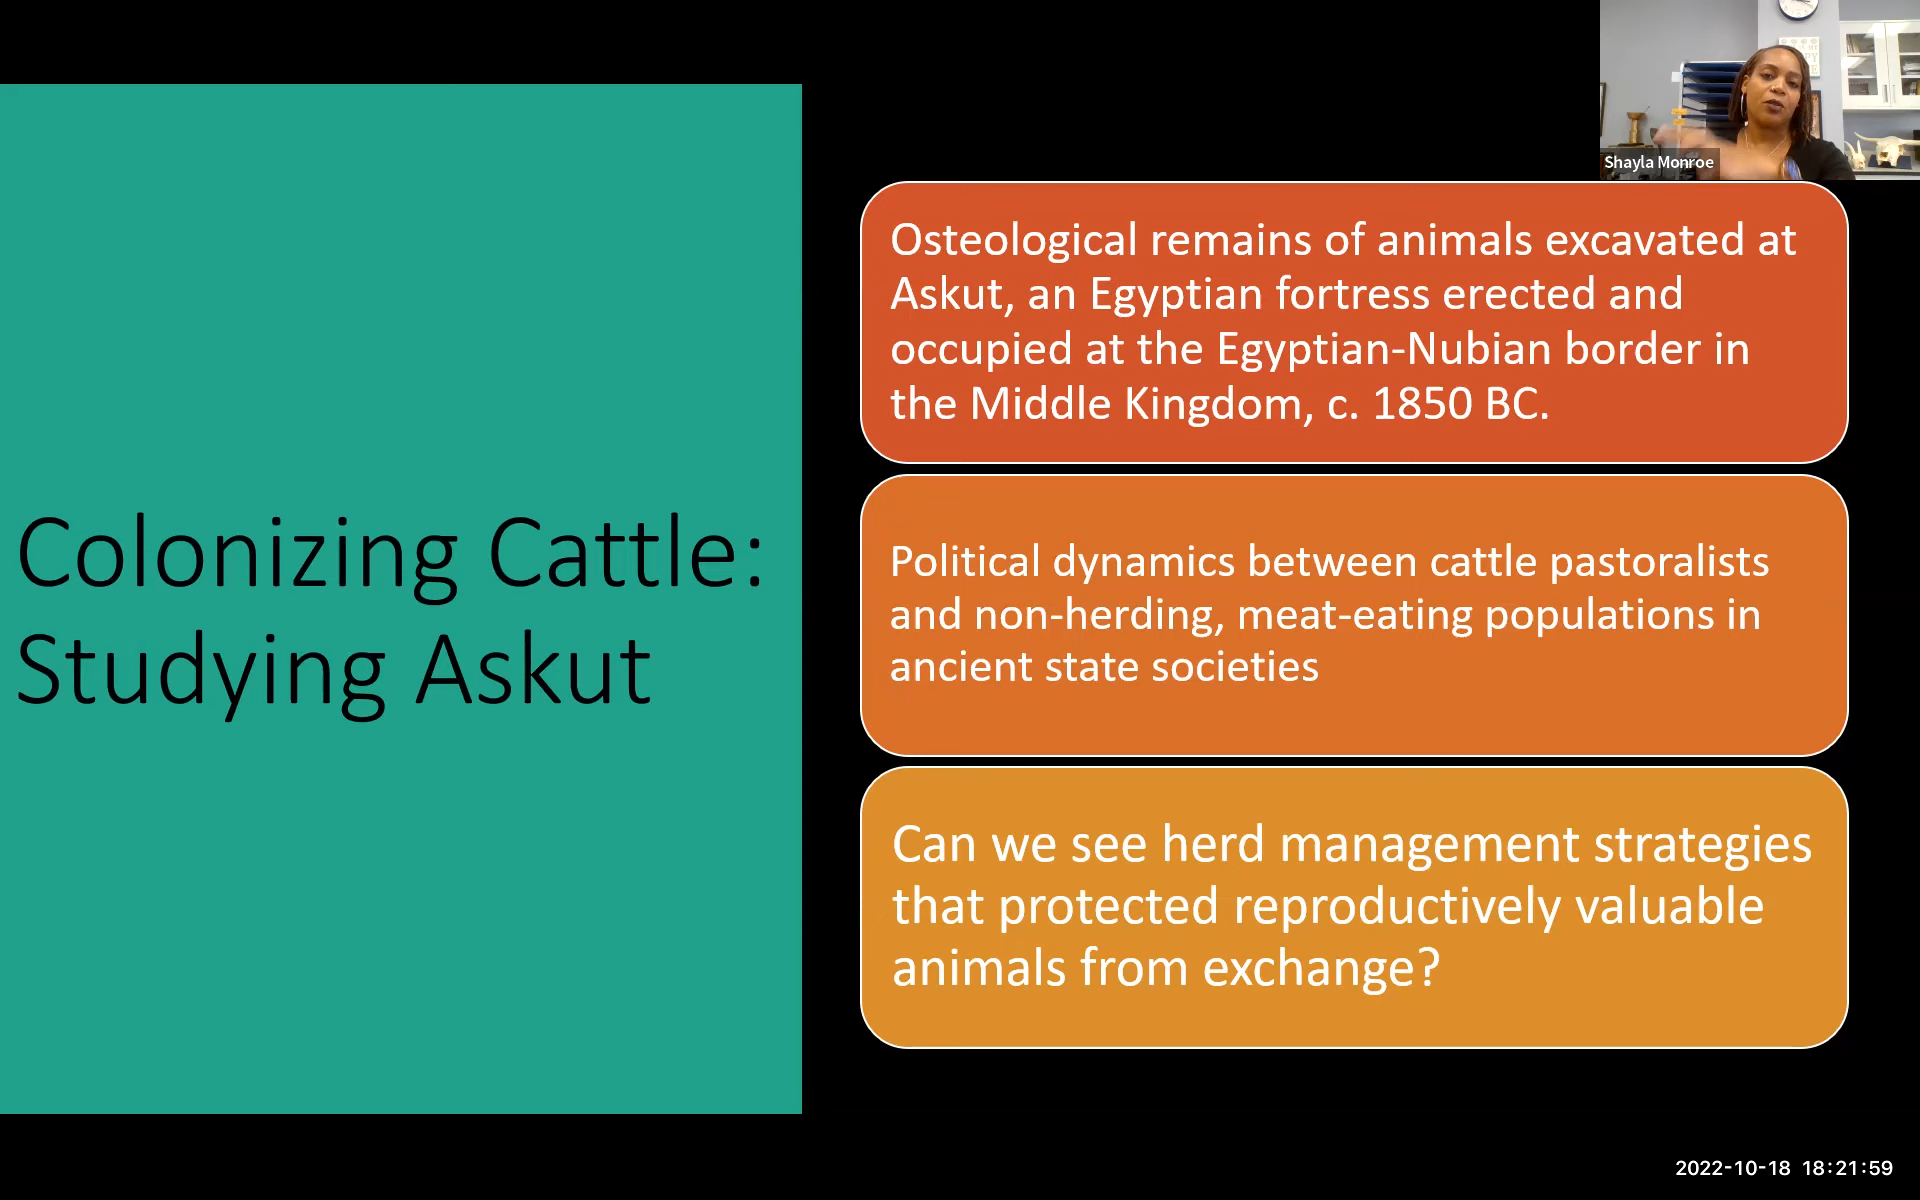 Shayla Monroe
Colonizing Cattle:
Studying Askut
Osteological remains of animals excavated at
Askut, an Egyptian fortress erected and
occupied at the Egyptian-Nubian border in
the Middle Kingdom, c. 1850 BC.
Political dynamics between cattle pastoralists
and non-herding, meat-eating populations in
ancient state societies
Can we see herd management strategies
that protected reproductively valuable
animals from exchange?
2022-10-18 18:21:59